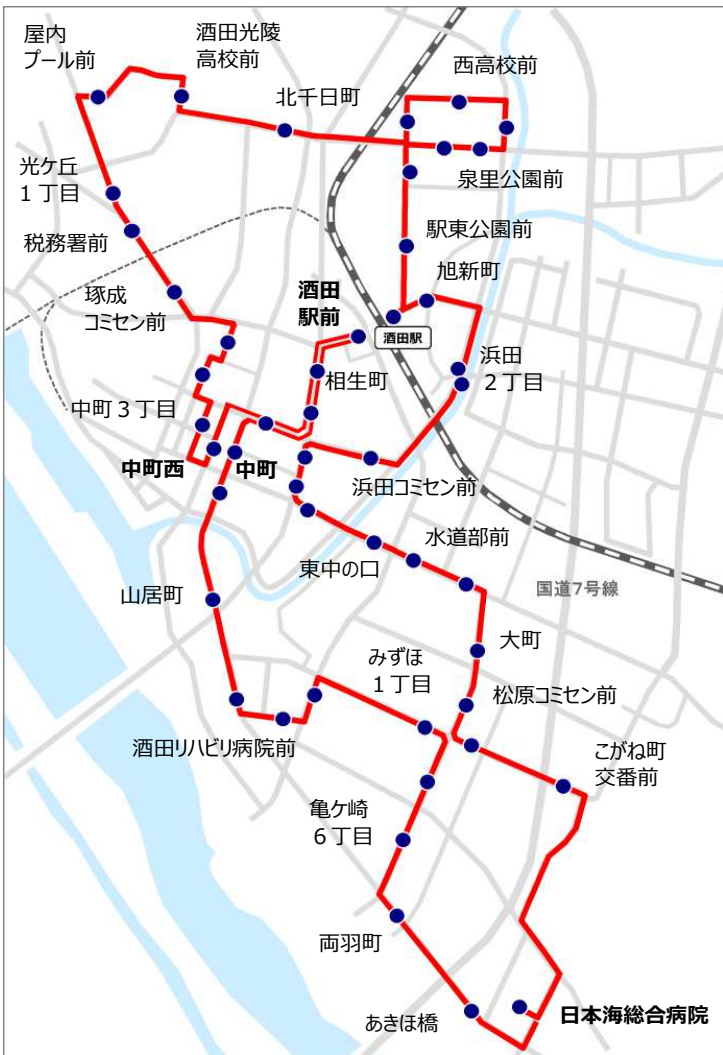 屋内
プール前
酒田光陵
高校前
西高校前
北千日町
泉里公園前
光ケ丘
1丁目
駅東公園前
税務署前
旭新町
酒田
駅前
琢成
コミセン前
酒田駅
浜田
2丁目
相生町
中町3丁目
中町西
中町
浜田コミセン前
水道部前
東中の口
国道7号線
山居町
大町
みずほ
1丁目
松原コミセン前
酒田リハビリ病院前
こがね町
交番前
亀ケ崎
6丁目
両羽町
日本海総合病院
あきほ橋